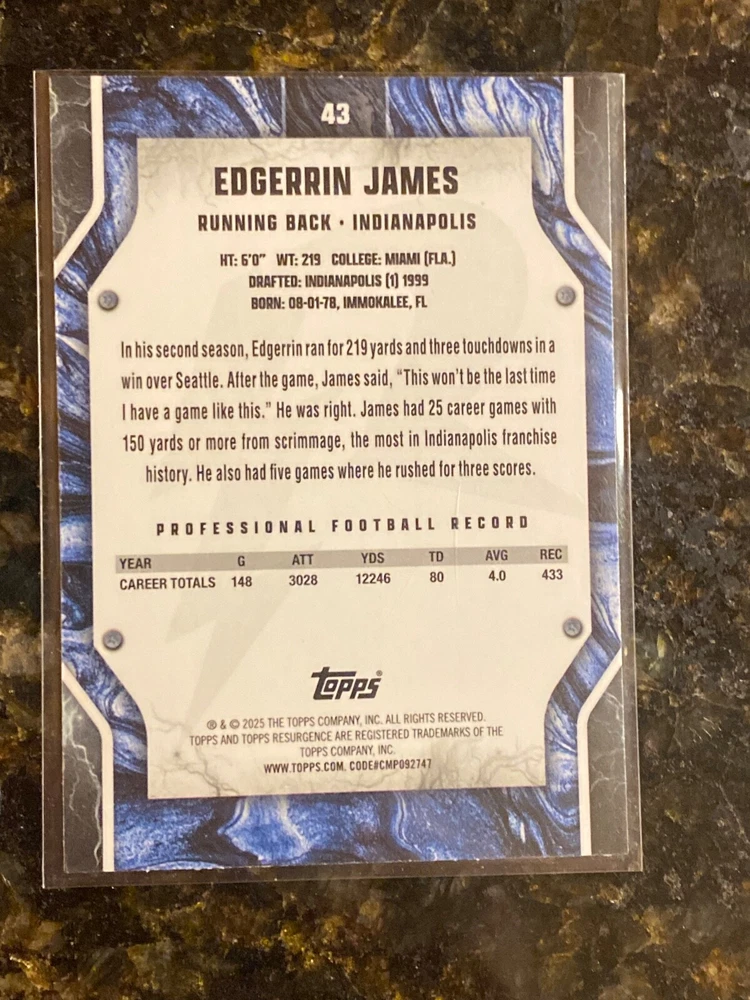 43
EDGERRIN JAMES
RUNNING BACK • INDIANAPOLIS
HT: 6'0" WT: 219 COLLEGE: MIAMI (FLA.)
DRAFTED: INDIANAPOLIS (1) 1999
BORN: 08-01-78, IMMOKALEE, FL
In his second season, Edgerrin ran for 219 yards and three touchdowns in a
win over Seattle. After the game, James said, "This won't be the last time
I have a game like this." He was right. James had 25 career games with
150 yards or more from scrimmage, the most in Indianapolis franchise
history. He also had five games where he rushed for three scores.
PROFESSIONAL FOOTBALL RECORD
YEAR G ATT YDS TD AVG REC
CAREER TOTALS 148 3028 12246 80 4.0 433
topps®
® & © 2025 THE TOPPS COMPANY, INC. ALL RIGHTS RESERVED.
TOPPS AND TOPPS RESURGENCE ARE REGISTERED TRADEMARKS OF THE
TOPPS COMPANY, INC.
WWW.TOPPS.COM. CODE#CMP092747